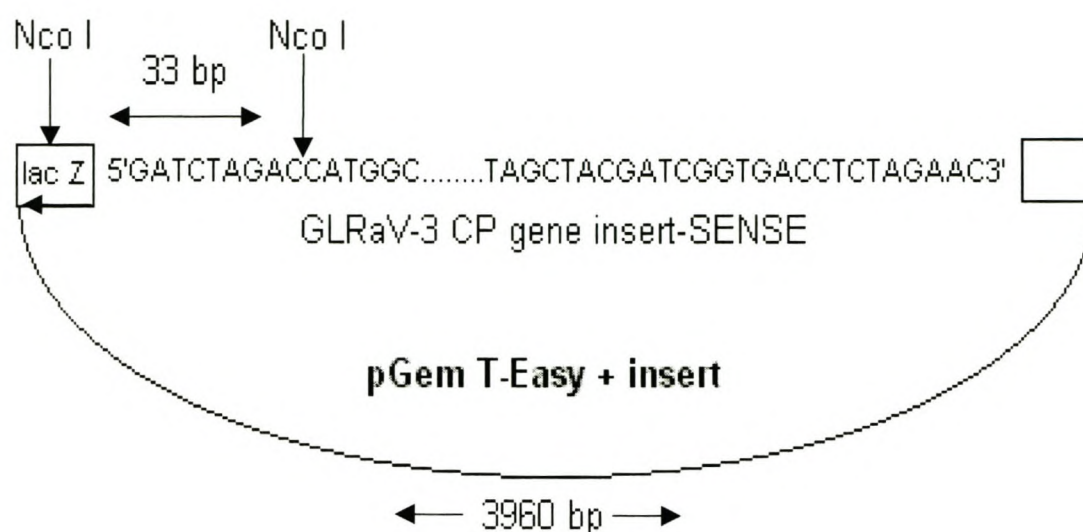 Nco I
Nco I
33 bp
lac Z
5'GATCTAGACCATGGC........TAGCTACGATCGGTGACCTCTAGAAC3'
GLRaV-3 CP gene insert-SENSE
pGem T-Easy + insert
3960 bp